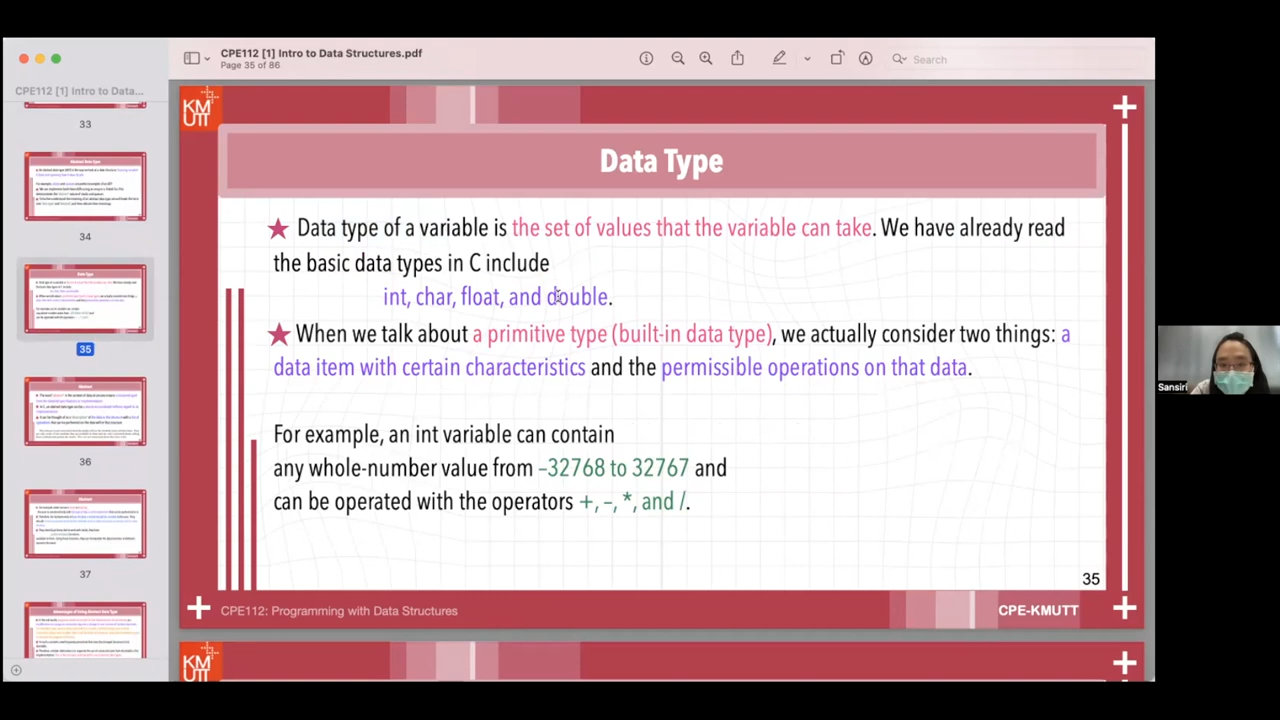 CPE112 [1] Intro to Data Structures.pdf
Page 35 of 86
Search
CPE112 [1] Intro to Data...
33
34
35
36
37
KM
UTT
Data Type
Data type of a variable is the set of values that the variable can take. We have already read
the basic data types in C include
int, char, float, and double.
When we talk about a primitive type (built-in data type), we actually consider two things: a
data item with certain characteristics and the permissible operations on that data.
For example, an int variable can contain
any whole-number value from –32768 to 32767 and
can be operated with the operators +, –, *, and /.
35
CPE112: Programming with Data Structures
CPE-KMUTT
KM
UTT
Sansiri